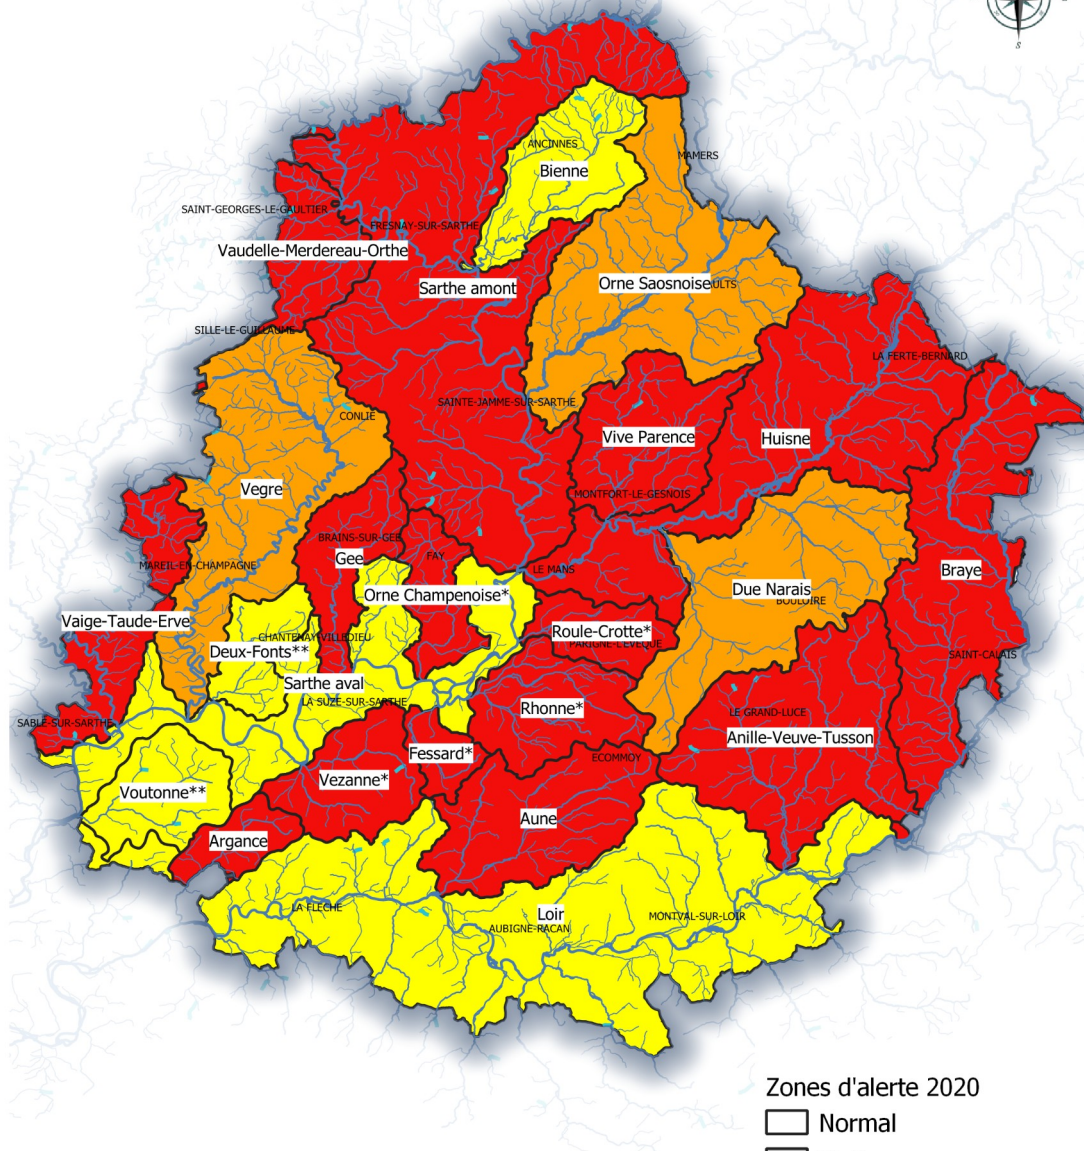 S
ANCINNES
Bienne
MAMERS
SAINT-GEORGES-LE-GAULTIER
FRESNAY-SUR-SARTHE
Vaudelle-Merdereau-Orthe
Sarthe amont
Orne Saosnoise
ULTS
SILLE-LE-GUILLAUME
LA FERTE-BERNARD
SAINTE-JAMME-SUR-SARTHE
CONLIE
Vive Parence
Huisne
Vegre
MONTFORT-LE-GESNOIS
BRAINS-SUR-GEE
FAY
Gee
MAREIL-EN-CHAMPAGNE
LE MANS
Braye
Orne Champenoise*
Due Narais
BOULOIRE
Vaige-Taude-Erve
Roule-Crotte*
CHANTENAY-VILLEDIEU
PARIGNE-L'EVEQUE
Deux-Fonts**
SAINT-CALAIS
Sarthe aval
LA SUZE-SUR-SARTHE
Rhonne*
LE GRAND-LUCE
SABLE-SUR-SARTHE
Anille-Veuve-Tusson
Fessard*
ECOMMOY
Vezanne*
Voutonne**
Aune
Argance
LA FLECHE
Loir
MONTVAL-SUR-LOIR
AUBIGNE-RACAN
Zones d'alerte 2020
Normal